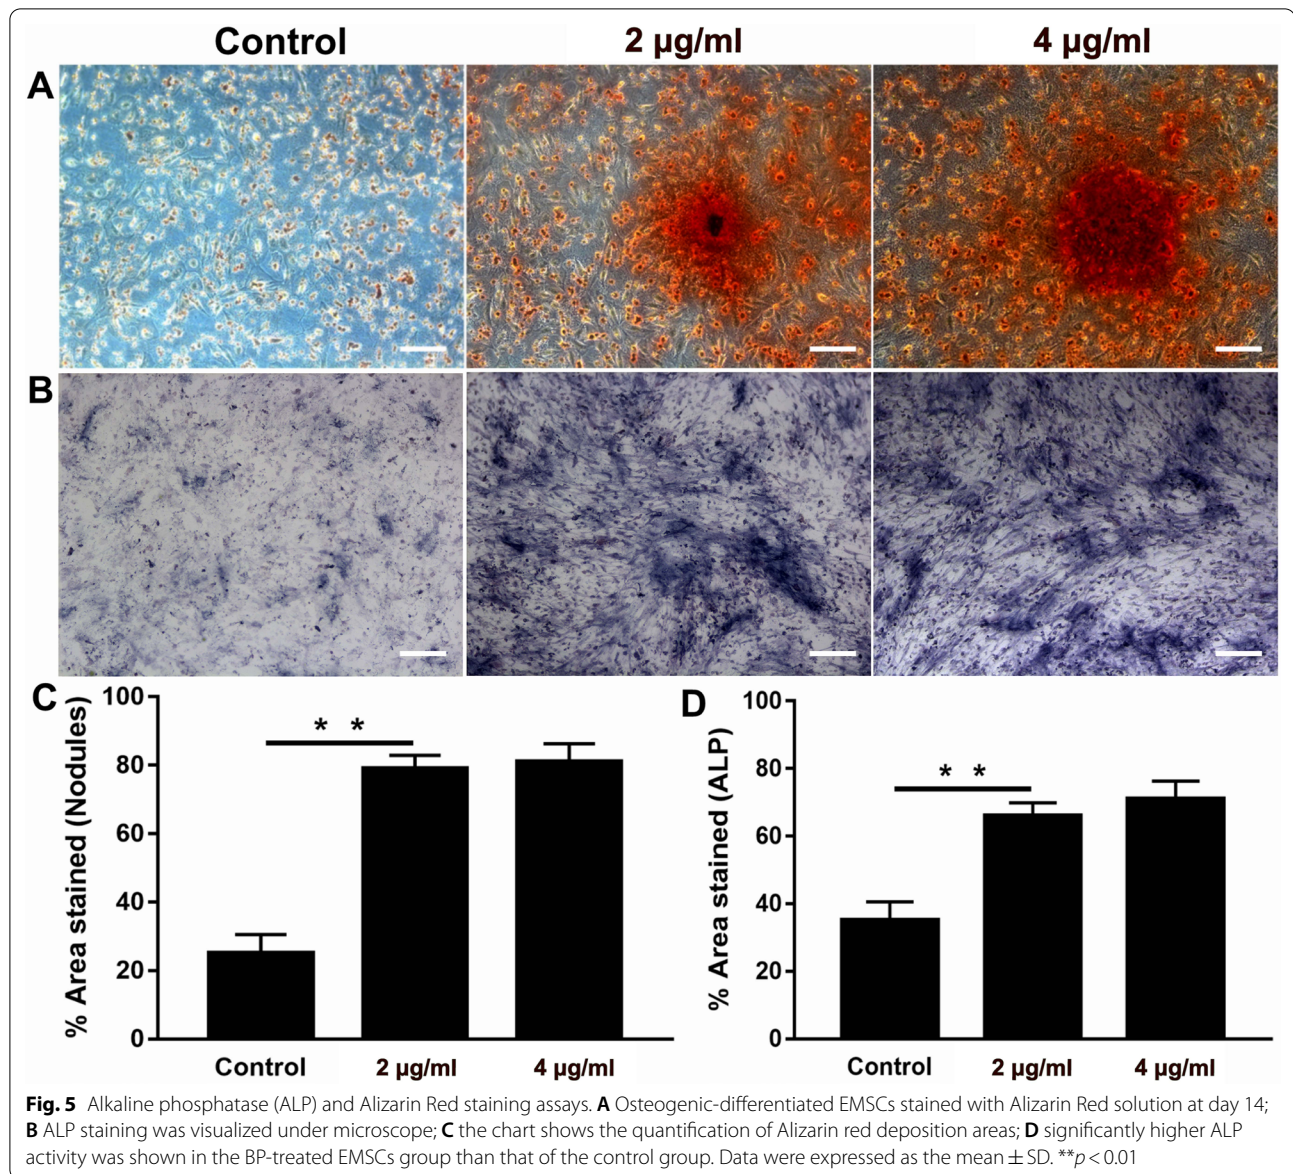 Control 2 µg/ml 4 µg/ml
A
B
C
% Area stained (Nodules)
100
80
60
40
20
0
* *
Control 2 µg/ml 4 µg/ml
D
% Area stained (ALP)
100
80
60
40
20
0
* *
Control 2 µg/ml 4 µg/ml
Fig. 5 Alkaline phosphatase (ALP) and Alizarin Red staining assays. A Osteogenic-differentiated EMSCs stained with Alizarin Red solution at day 14;
B ALP staining was visualized under microscope; C the chart shows the quantification of Alizarin red deposition areas; D significantly higher ALP
activity was shown in the BP-treated EMSCs group than that of the control group. Data were expressed as the mean ± SD. **p < 0.01